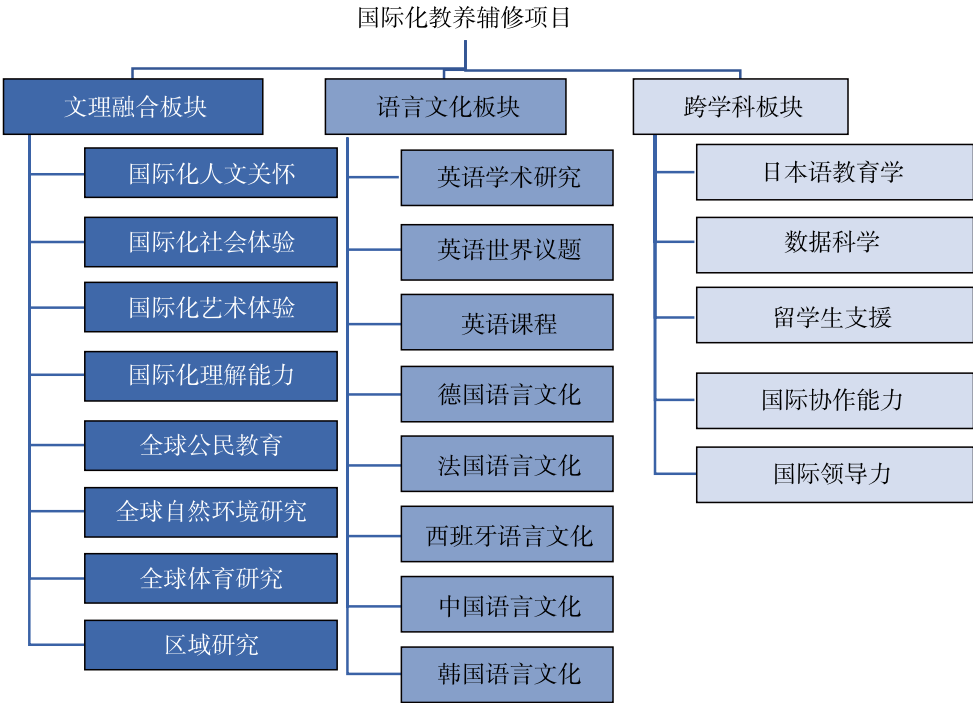 国际化教养辅修项目
文理融合板块
国际化人文关怀
国际化社会体验
国际化艺术体验
国际化理解能力
全球公民教育
全球自然环境研究
全球体育研究
区域研究
语言文化板块
英语学术研究
英语世界议题
英语课程
德国语言文化
法国语言文化
西班牙语言文化
中国语言文化
韩国语言文化
跨学科板块
日本语教育学
数据科学
留学生支援
国际协作能力
国际领导力